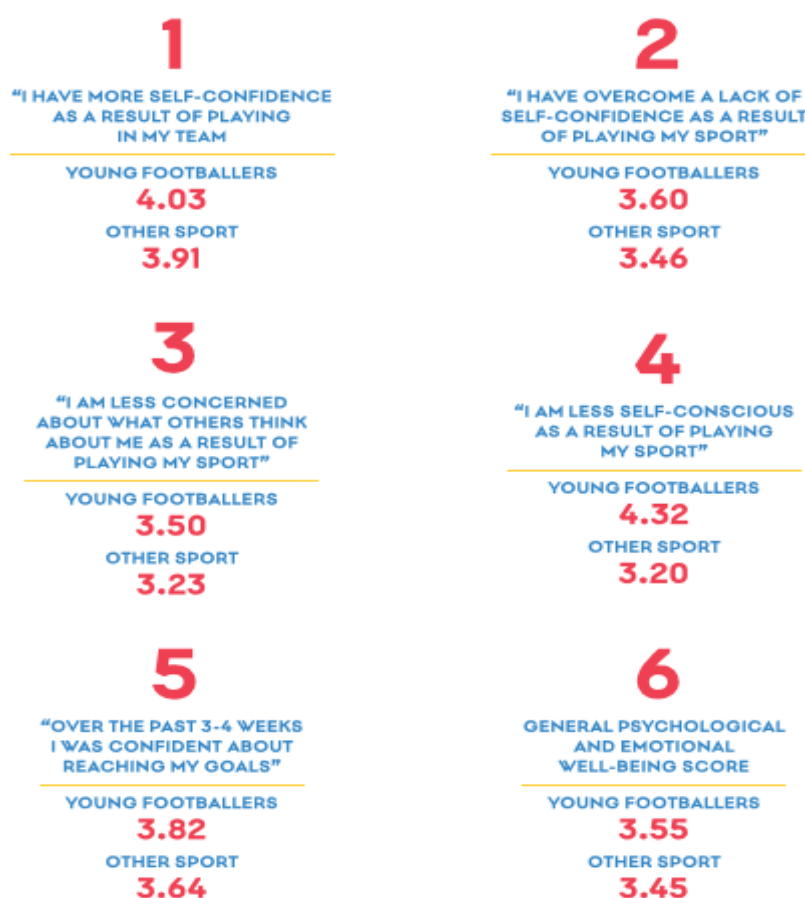 1
“I HAVE MORE SELF-CONFIDENCE
AS A RESULT OF PLAYING
IN MY TEAM
YOUNG FOOTBALLERS
4.03
OTHER SPORT
3.91
2
“I HAVE OVERCOME A LACK OF
SELF-CONFIDENCE AS A RESULT
OF PLAYING MY SPORT”
YOUNG FOOTBALLERS
3.60
OTHER SPORT
3.46
3
“I AM LESS CONCERNED
ABOUT WHAT OTHERS THINK
ABOUT ME AS A RESULT OF
PLAYING MY SPORT”
YOUNG FOOTBALLERS
3.50
OTHER SPORT
3.23
4
“I AM LESS SELF-CONSCIOUS
AS A RESULT OF PLAYING
MY SPORT”
YOUNG FOOTBALLERS
4.32
OTHER SPORT
3.20
5
“OVER THE PAST 3-4 WEEKS
I WAS CONFIDENT ABOUT
REACHING MY GOALS”
YOUNG FOOTBALLERS
3.82
OTHER SPORT
3.64
6
GENERAL PSYCHOLOGICAL
AND EMOTIONAL
WELL-BEING SCORE
YOUNG FOOTBALLERS
3.55
OTHER SPORT
3.45